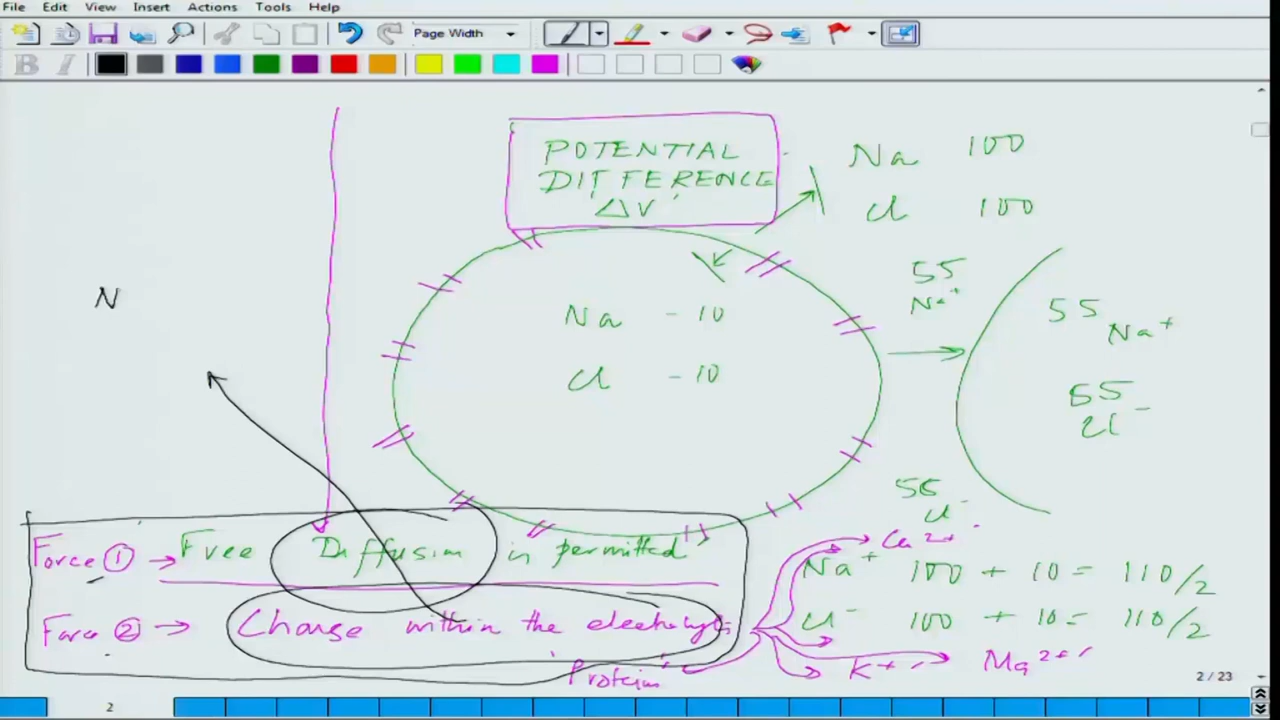 File Edit View Insert Actions Tools Help
Page Width
B I
POTENTIAL
DIFFERENCE
ΔV
Na 100
Cl 100
N
Na - 10
Cl - 10
55
Na+
55
Na+
55
Cl-
55
Cl-
Force ① → Free Diffusion is permitted
Force ② → Charge within the
Protein
Ca2+
Na+ 100 + 10 = 110/2
Cl- 100 + 10 = 110/2
K+
Mg2+
2 / 23
2